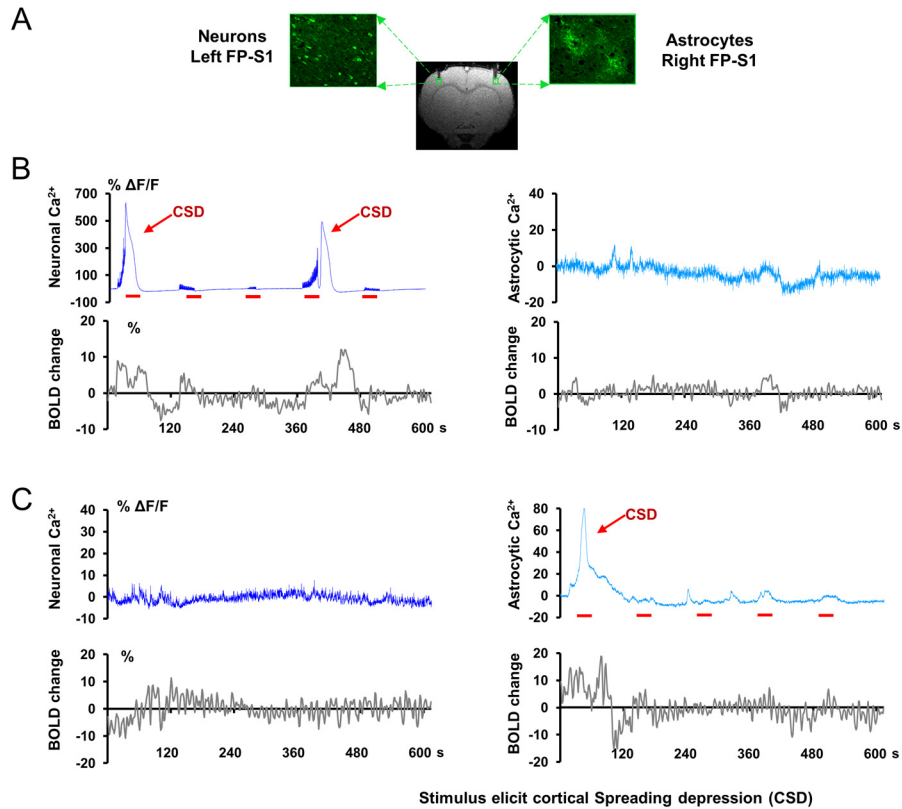 A
Neurons
Left FP-S1
Astrocytes
Right FP-S1
B
% ΔF/F
Neuronal Ca²⁺
700
500
300
100
-100
CSD
CSD
Astrocytic Ca²⁺
40
20
0
-20
%
BOLD change
20
10
0
-10
120
240
360
480
600 s
BOLD change
20
10
0
-10
120
240
360
480
600 s
C
% ΔF/F
Neuronal Ca²⁺
40
30
20
10
0
-10
Astrocytic Ca²⁺
80
60
40
20
0
-20
CSD
%
BOLD change
20
10
0
-10
-20
120
240
360
480
600 s
BOLD change
20
10
0
-10
-20
120
240
360
480
600 s
Stimulus elicit cortical Spreading depression (CSD)